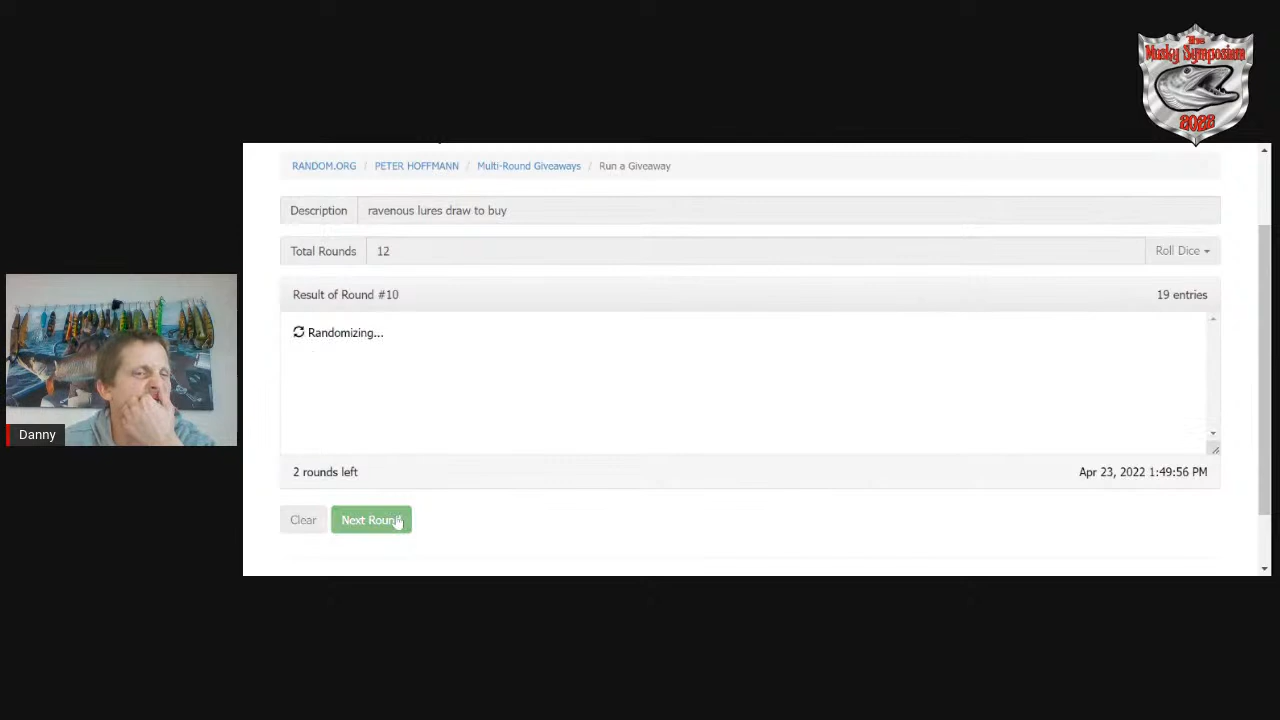 The
Musky Symposium
2022
RANDOM.ORG / PETER HOFFMANN / Multi-Round Giveaways / Run a Giveaway
Description ravenous lures draw to buy
Total Rounds 12 Roll Dice
Result of Round #10 19 entries
Randomizing...
2 rounds left Apr 23, 2022 1:49:56 PM
Clear Next Round
Danny